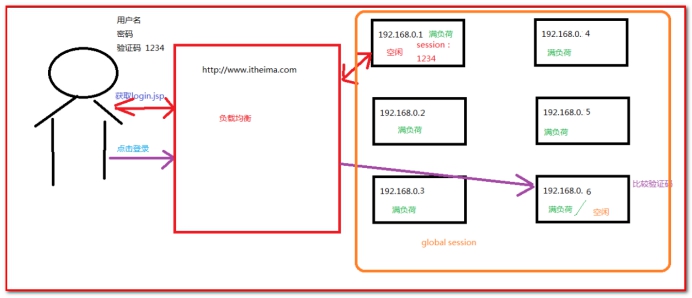 用户名
密码
验证码 1234
获取login.jsp
点击登录
http://www.itheima.com
负载均衡
192.168.0.1 满负荷
空闲
session：
1234
192.168.0. 4
满负荷
192.168.0.2
满负荷
192.168.0. 5
满负荷
192.168.0.3
满负荷
192.168.0. 6
满负荷
空闲
比较验证码
global session